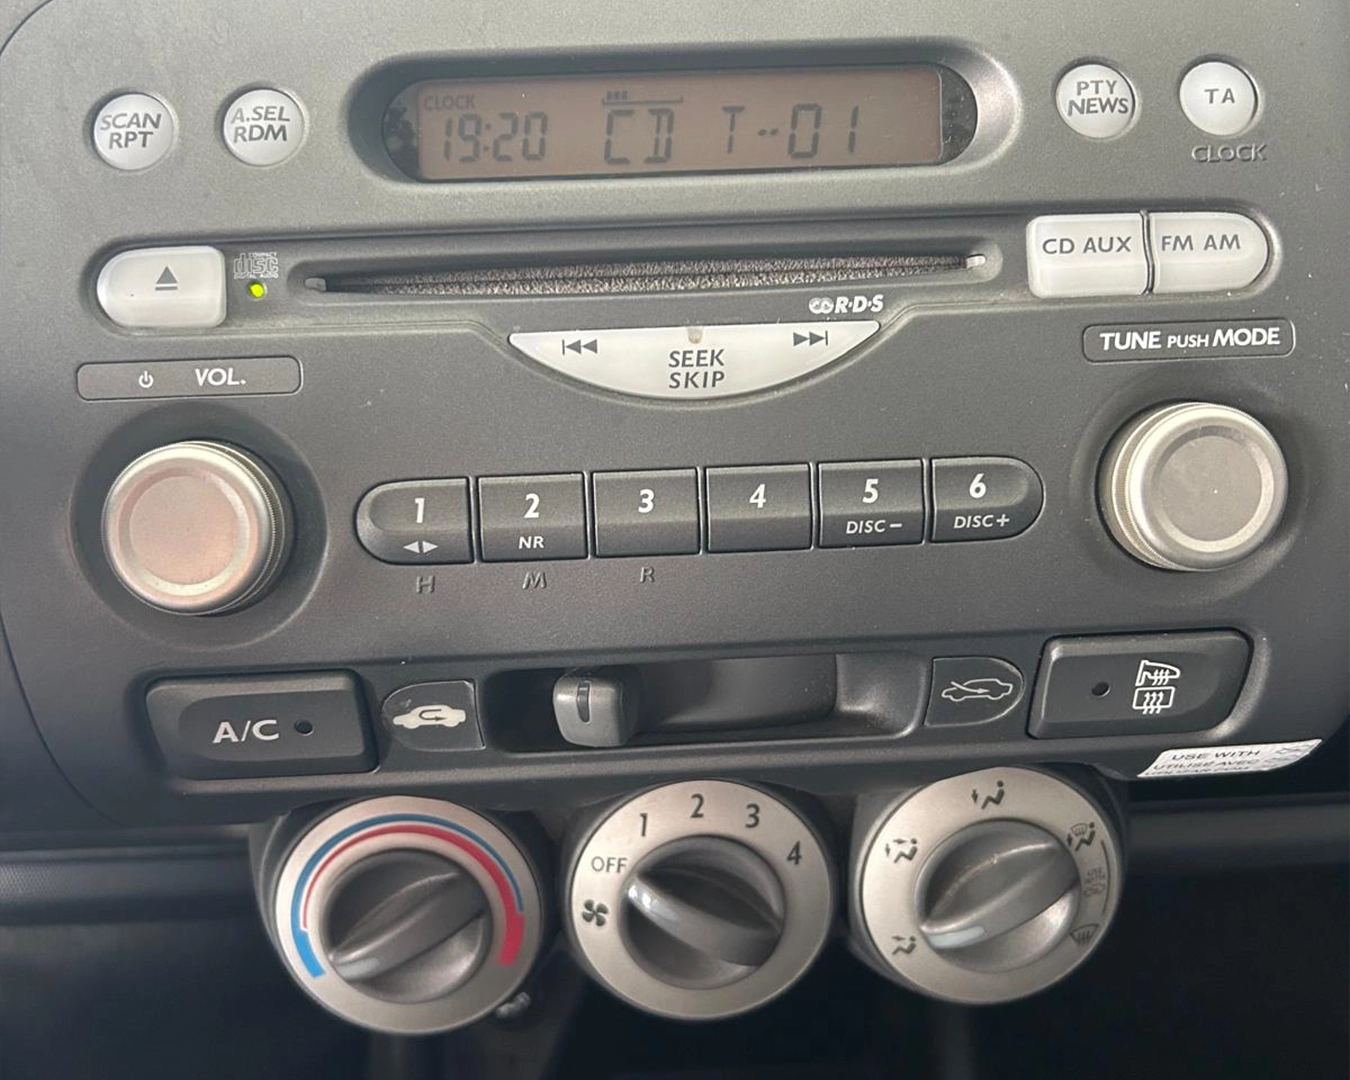 SCAN
RPT
A.SEL
RDM
CLOCK
19:20 CD T--01
PTY
NEWS
TA
CLOCK
disc
CD AUX
FM AM
R·D·S
SEEK
SKIP
VOL.
TUNE PUSH MODE
1
2
NR
3
4
5
DISC−
6
DISC+
H
M
R
A/C
USE WITH
UTILISE AVEC
OFF
1
2
3
4